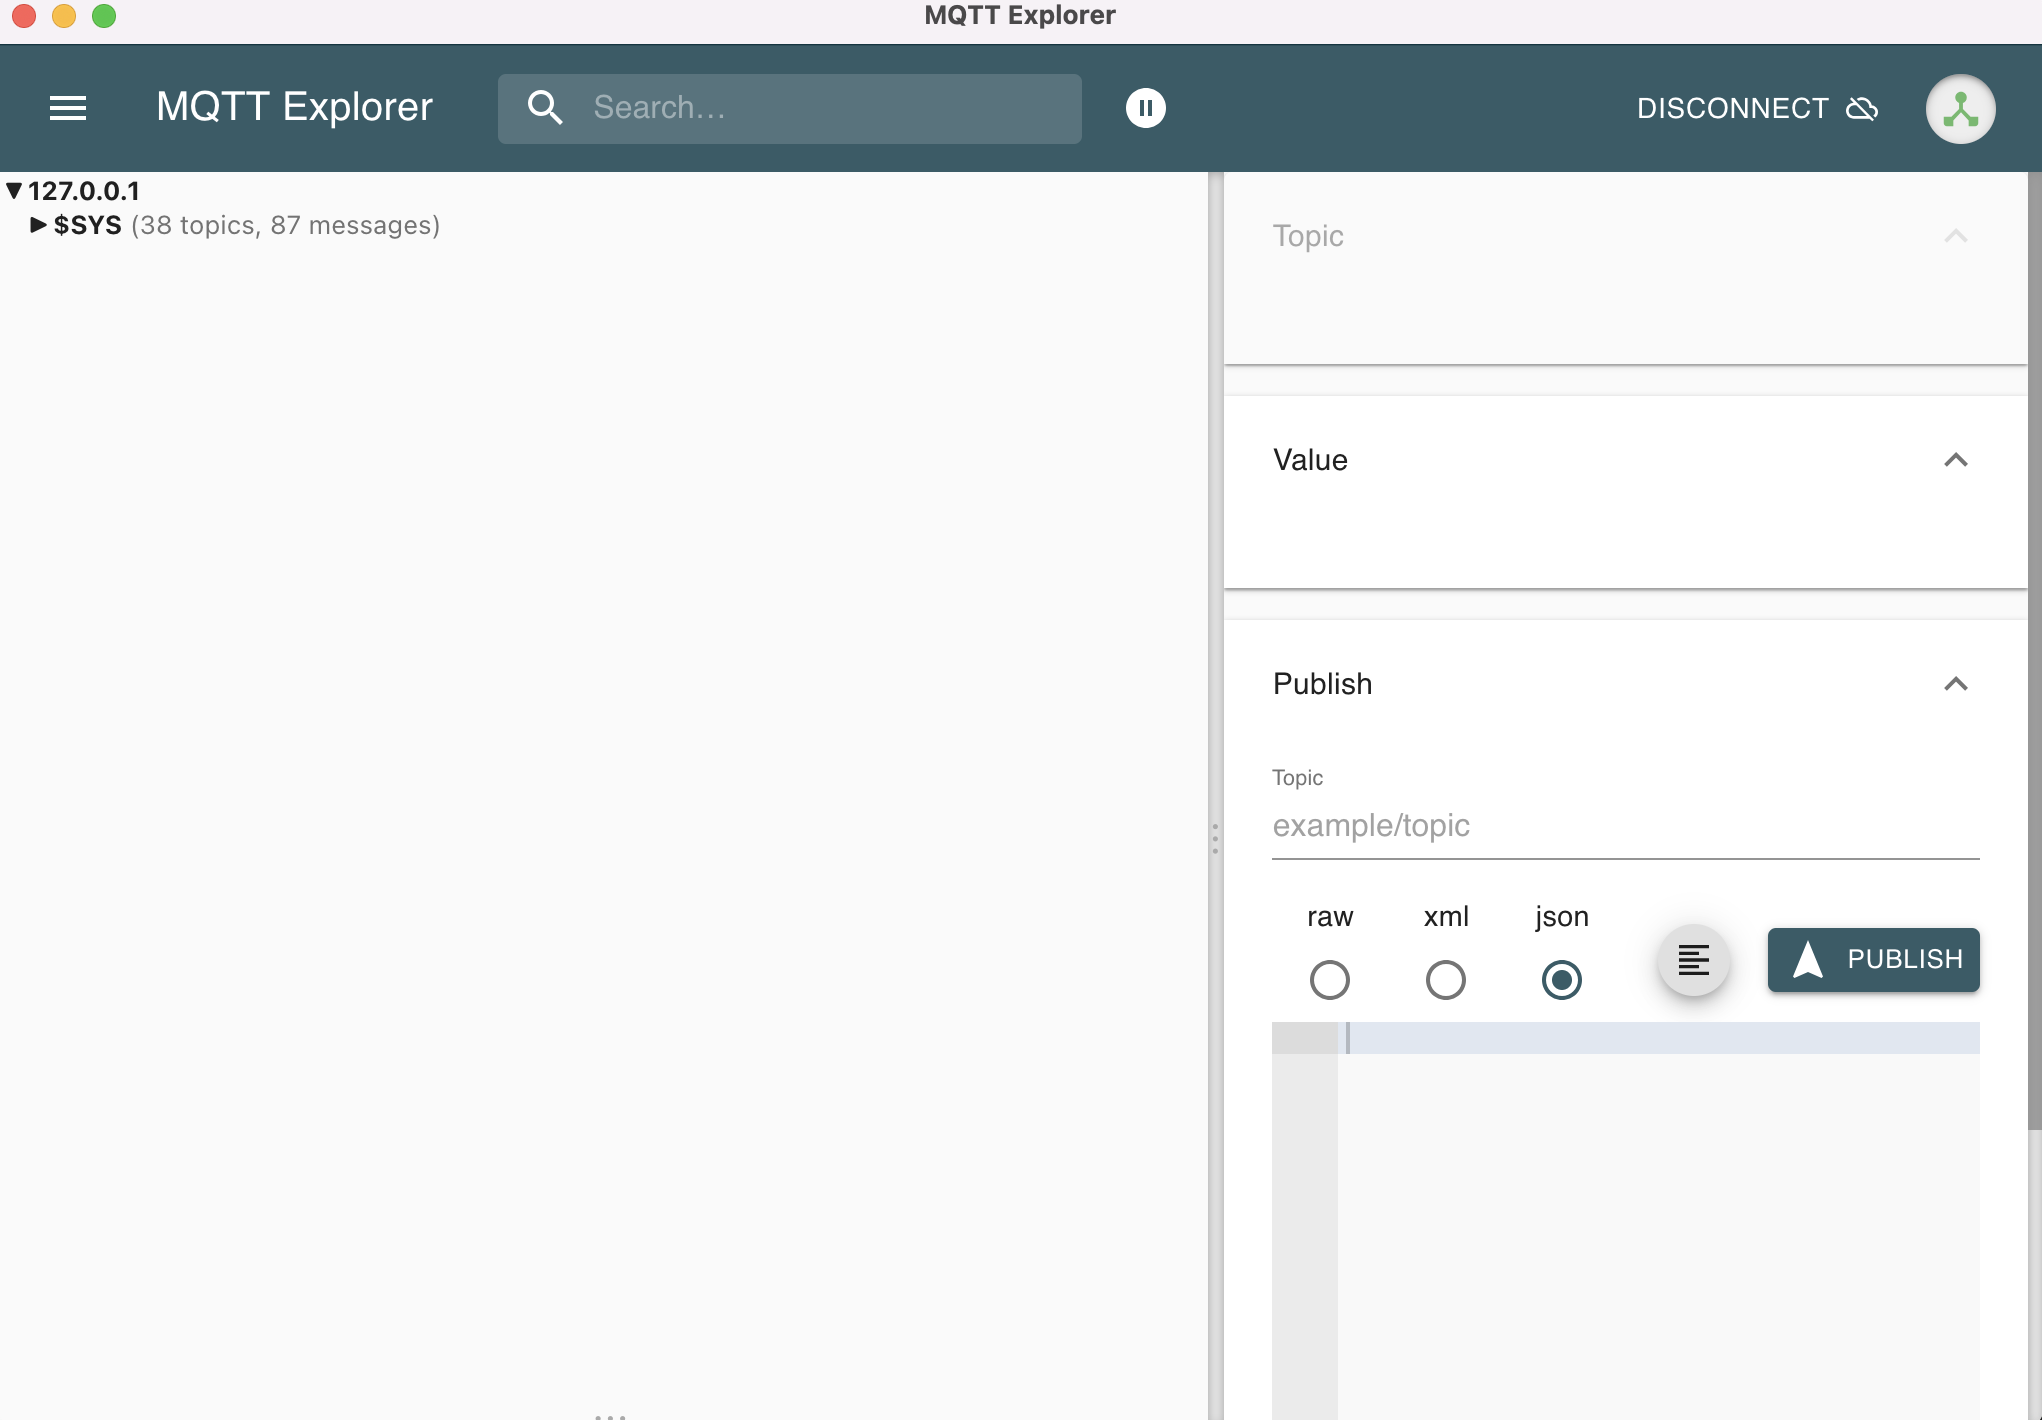 MQTT Explorer
MQTT Explorer
Search...
DISCONNECT
127.0.0.1
$SYS (38 topics, 87 messages)
Topic
Value
Publish
Topic
example/topic
raw xml json
PUBLISH